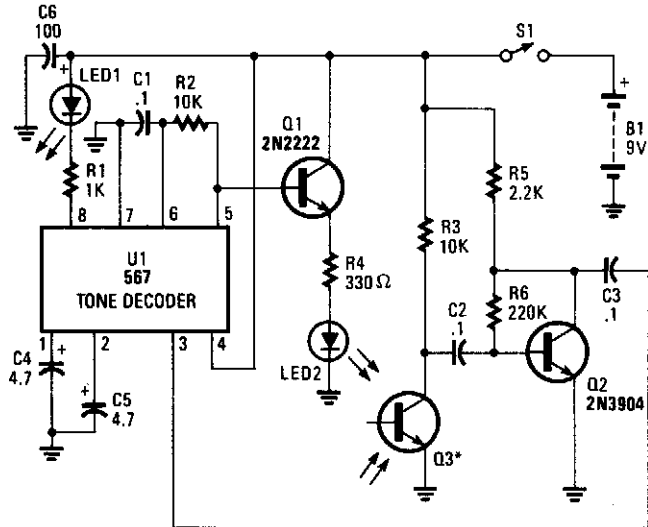 C6
100
+
LED1
C1
.1
R2
10K
R1
1K
8
7
6
5
U1
567
TONE DECODER
1
2
3
4
C4
4.7
+
C5
4.7
+
Q1
2N2222
R4
330Ω
LED2
R3
10K
C2
.1
Q3*
S1
+
B1
9V
R5
2.2K
R6
220K
C3
.1
Q2
2N3904